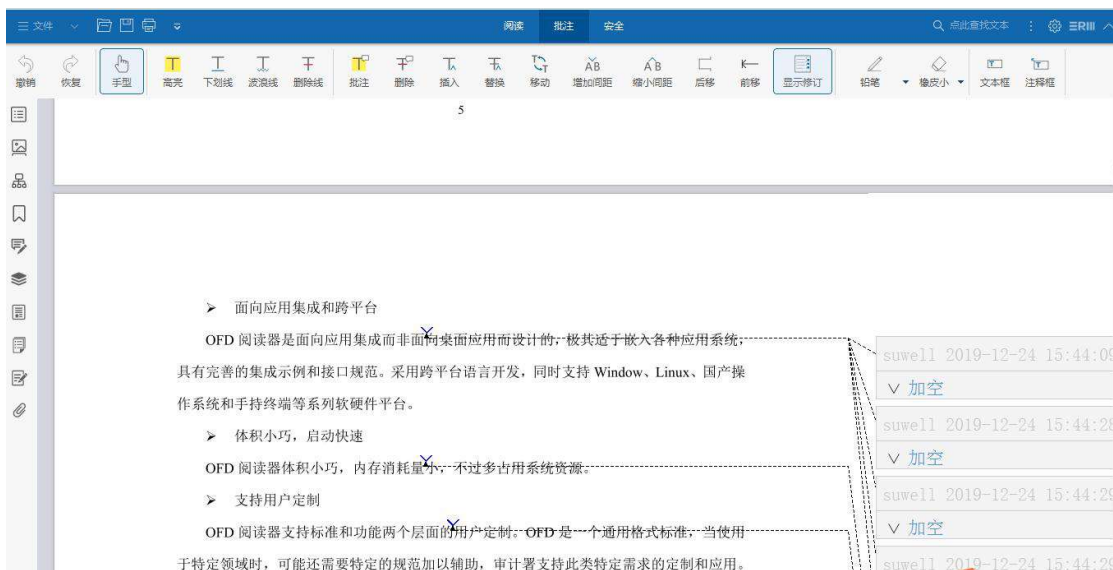 三 文件
阅读 批注 安全
点此查找文本
撤销 恢复 手型 高亮 下划线 波浪线 删除线 批注 删除 插入 替换 移动 增加间距 缩小间距 后移 前移 显示修订 铅笔 橡皮小 文本框 注释框
5
➢ 面向应用集成和跨平台
OFD 阅读器是面向应用集成而非面向桌面应用而设计的，极其适于嵌入各种应用系统，
具有完善的集成示例和接口规范。采用跨平台语言开发，同时支持 Window、Linux、国产操
作系统和手持终端等系列软硬件平台。
➢ 体积小巧，启动快速
OFD 阅读器体积小巧，内存消耗量小，不过多占用系统资源。
➢ 支持用户定制
OFD 阅读器支持标准和功能两个层面的用户定制。OFD 是一个通用格式标准，当使用
于特定领域时，可能还需要特定的规范加以辅助，审计署支持此类特定需求的定制和应用。
suwell 2019-12-24 15:44:09
∨ 加空
suwell 2019-12-24 15:44:28
∨ 加空
suwell 2019-12-24 15:44:29
∨ 加空
suwell 2019-12-24 15:44:29